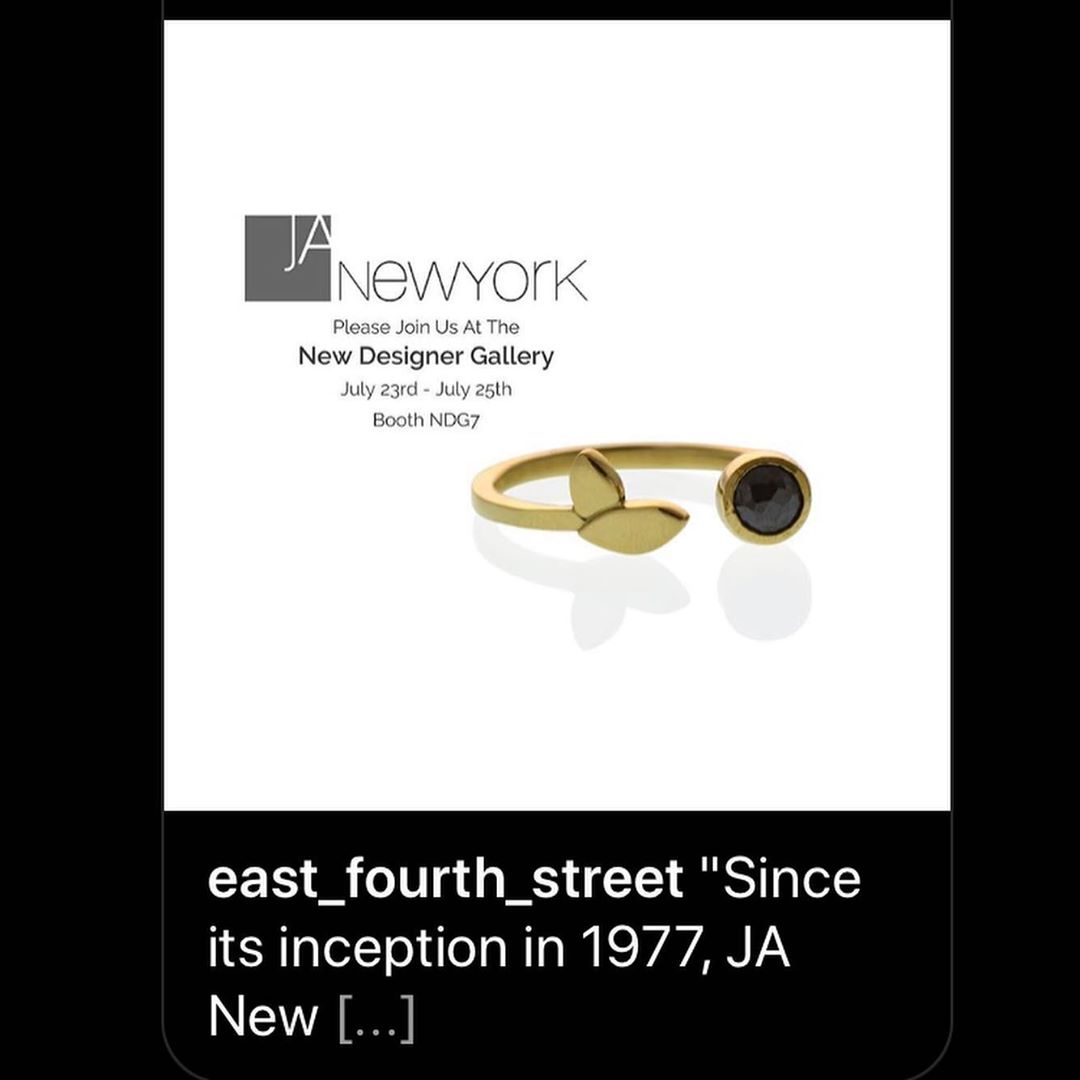 JA
NewYork
Please Join Us At The
New Designer Gallery
July 23rd - July 25th
Booth NDG7
east_fourth_street "Since
its inception in 1977, JA
New [...]